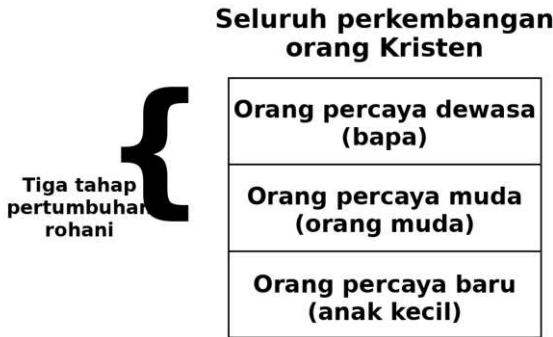 Seluruh perkembangan
orang Kristen
Orang percaya dewasa
(bapa)
Tiga tahap
pertumbuhan
rohani
Orang percaya muda
(orang muda)
Orang percaya baru
(anak kecil)